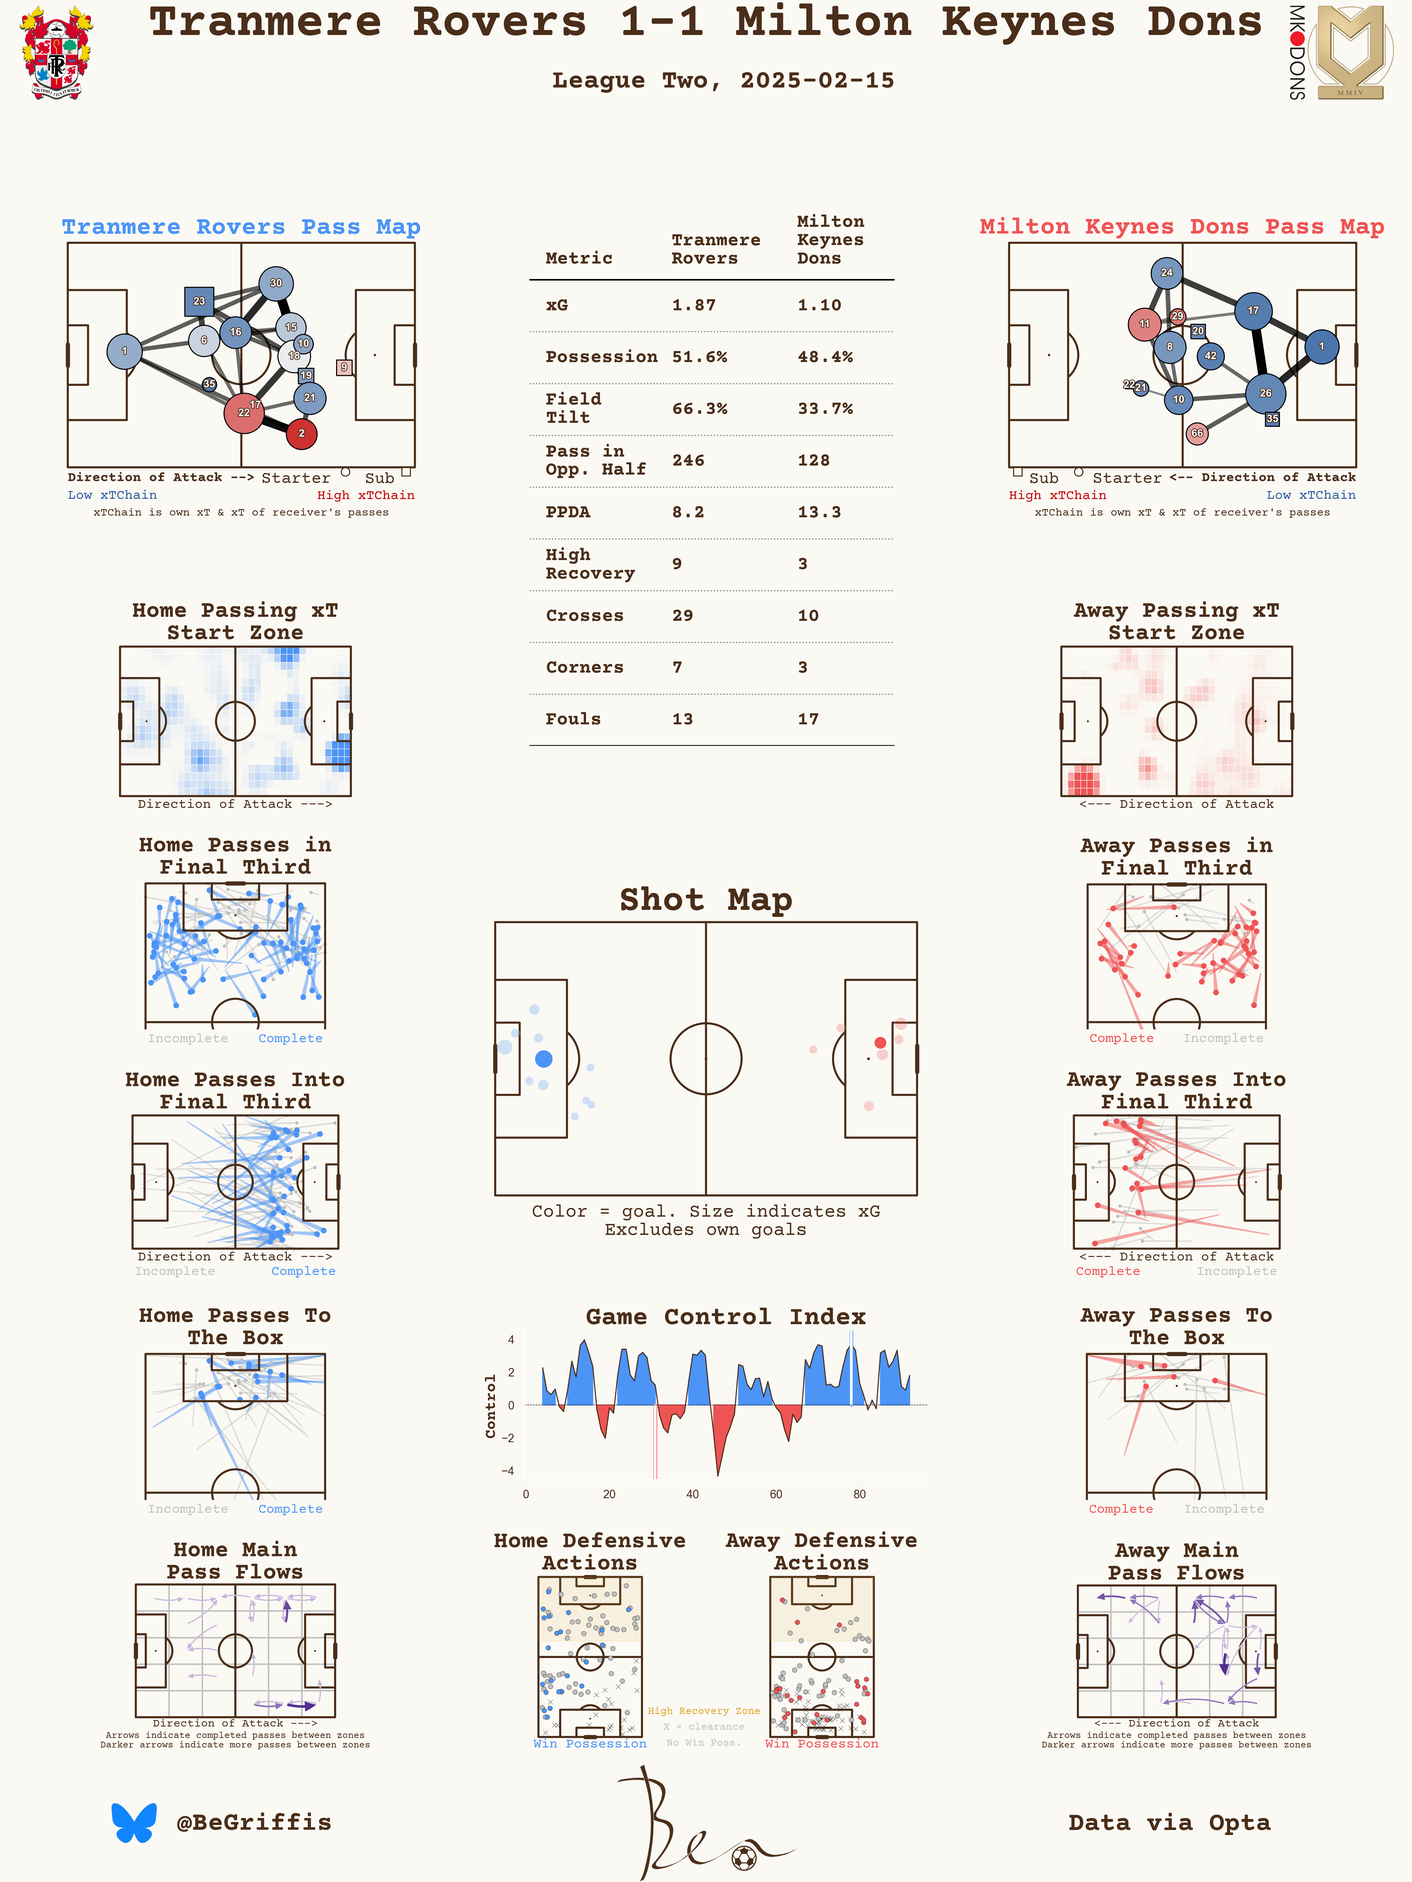 Tranmere Rovers 1-1 Milton Keynes Dons
League Two, 2025-02-15
MK DONS
MMIV
Tranmere Rovers Pass Map
30
23
16
15
10
6
18
1
9
19
35
21
17
22
2
Direction of Attack --> Starter Sub
Low xTChain High xTChain
xTChain is own xT & xT of receiver's passes
Metric Tranmere Rovers Milton Keynes Dons
xG 1.87 1.10
Possession 51.6% 48.4%
Field Tilt 66.3% 33.7%
Pass in Opp. Half 246 128
PPDA 8.2 13.3
High Recovery 9 3
Crosses 29 10
Corners 7 3
Fouls 13 17
Milton Keynes Dons Pass Map
24
17
29
11
20
8
42
1
22
21
10
26
35
66
Sub Starter <-- Direction of Attack
High xTChain Low xTChain
xTChain is own xT & xT of receiver's passes
Home Passing xT
Start Zone
Direction of Attack --->
Away Passing xT
Start Zone
<--- Direction of Attack
Home Passes in
Final Third
Incomplete Complete
Away Passes in
Final Third
Complete Incomplete
Shot Map
Color = goal. Size indicates xG
Excludes own goals
Home Passes Into
Final Third
Direction of Attack --->
Incomplete Complete
Away Passes Into
Final Third
<--- Direction of Attack
Complete Incomplete
Home Passes To
The Box
Incomplete Complete
Game Control Index
Control
4
2
0
−2
−4
0 20 40 60 80
Away Passes To
The Box
Complete Incomplete
Home Main
Pass Flows
Direction of Attack --->
Arrows indicate completed passes between zones
Darker arrows indicate more passes between zones
Home Defensive
Actions
Win Possession
High Recovery Zone
X = clearance
No Win Poss.
Away Defensive
Actions
Win Possession
Away Main
Pass Flows
<--- Direction of Attack
Arrows indicate completed passes between zones
Darker arrows indicate more passes between zones
@BeGriffis
Ben
Data via Opta